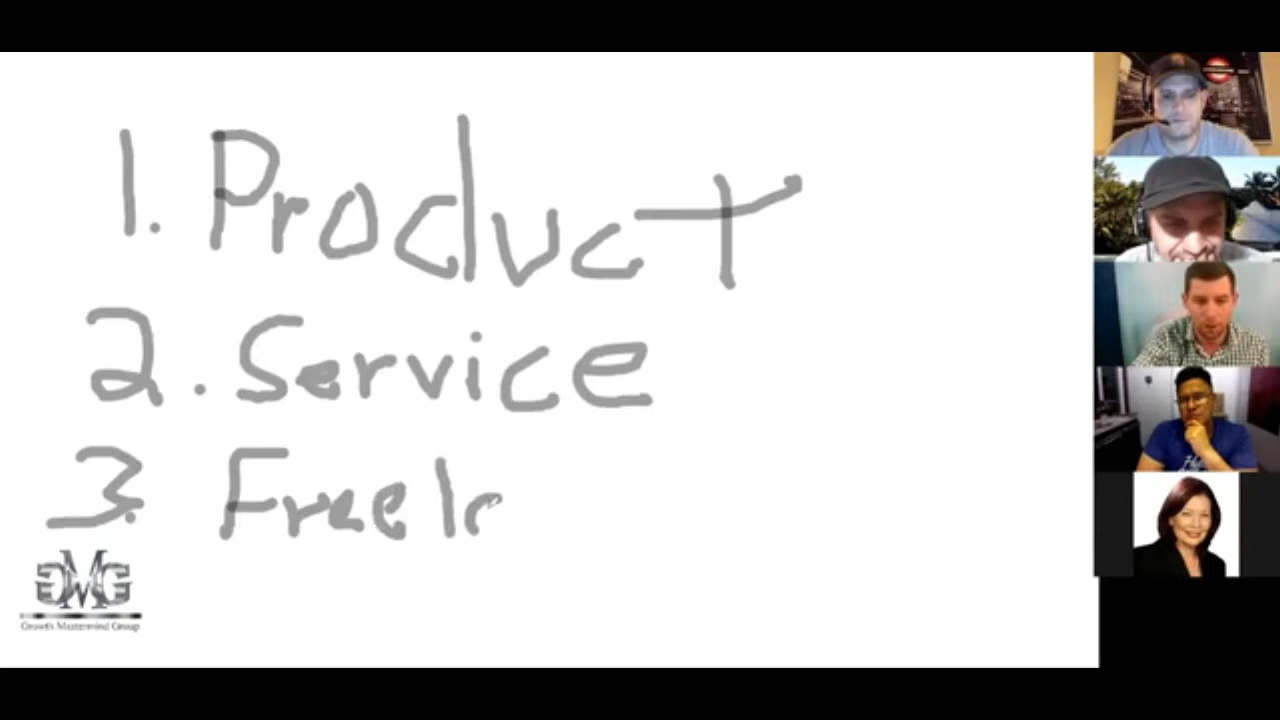 1. Product
2. Service
3. Freel
GMG
Growth Mastermind Group